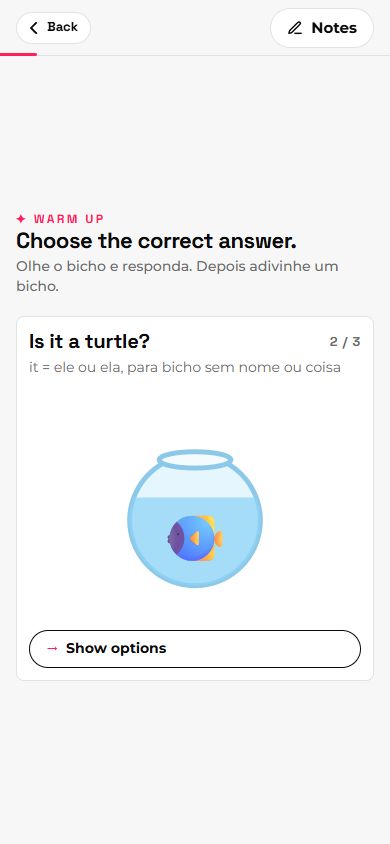 Back
Notes
WARM UP
Choose the correct answer.
Olhe o bicho e responda. Depois adivinhe um
bicho.
Is it a turtle?
2 / 3
it = ele ou ela, para bicho sem nome ou coisa
→ Show options